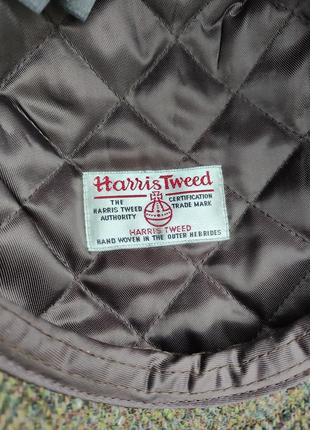 Harris Tweed
THE HARRIS TWEED AUTHORITY
CERTIFICATION TRADE MARK
HARRIS TWEED
HAND WOVEN IN THE OUTER HEBRIDES